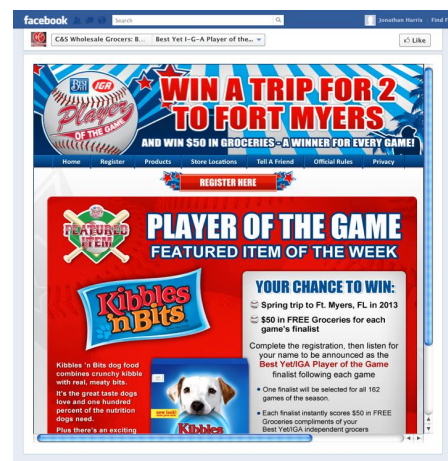 facebook
Search
Jonathan Harris
Find F
C&S Wholesale Grocers: B...
Best Yet I-G-A Player of the...
Like
Best Yet
IGA
Player
OF THE GAME
WIN A TRIP FOR 2
TO FORT MYERS
AND WIN $50 IN GROCERIES - A WINNER FOR EVERY GAME!
Home
Register
Products
Store Locations
Tell A Friend
Official Rules
Privacy
REGISTER HERE
FEATURED
ITEM
PLAYER OF THE GAME
FEATURED ITEM OF THE WEEK
Kibbles
'n Bits
Kibbles 'n Bits dog food
combines crunchy kibble
with real, meaty bits.
It's the great taste dogs
love and one hundred
percent of the nutrition
dogs need.
Plus there's an exciting
new look!
Kibbles
YOUR CHANCE TO WIN:
Spring trip to Ft. Myers, FL in 2013
$50 in FREE Groceries for each
game's finalist
Complete the registration, then listen for
your name to be announced as the
Best Yet/IGA Player of the Game
finalist following each game
• One finalist will be selected for all 162
games of the season.
• Each finalist instantly scores $50 in FREE
Groceries compliments of your
Best Yet/IGA independent grocers